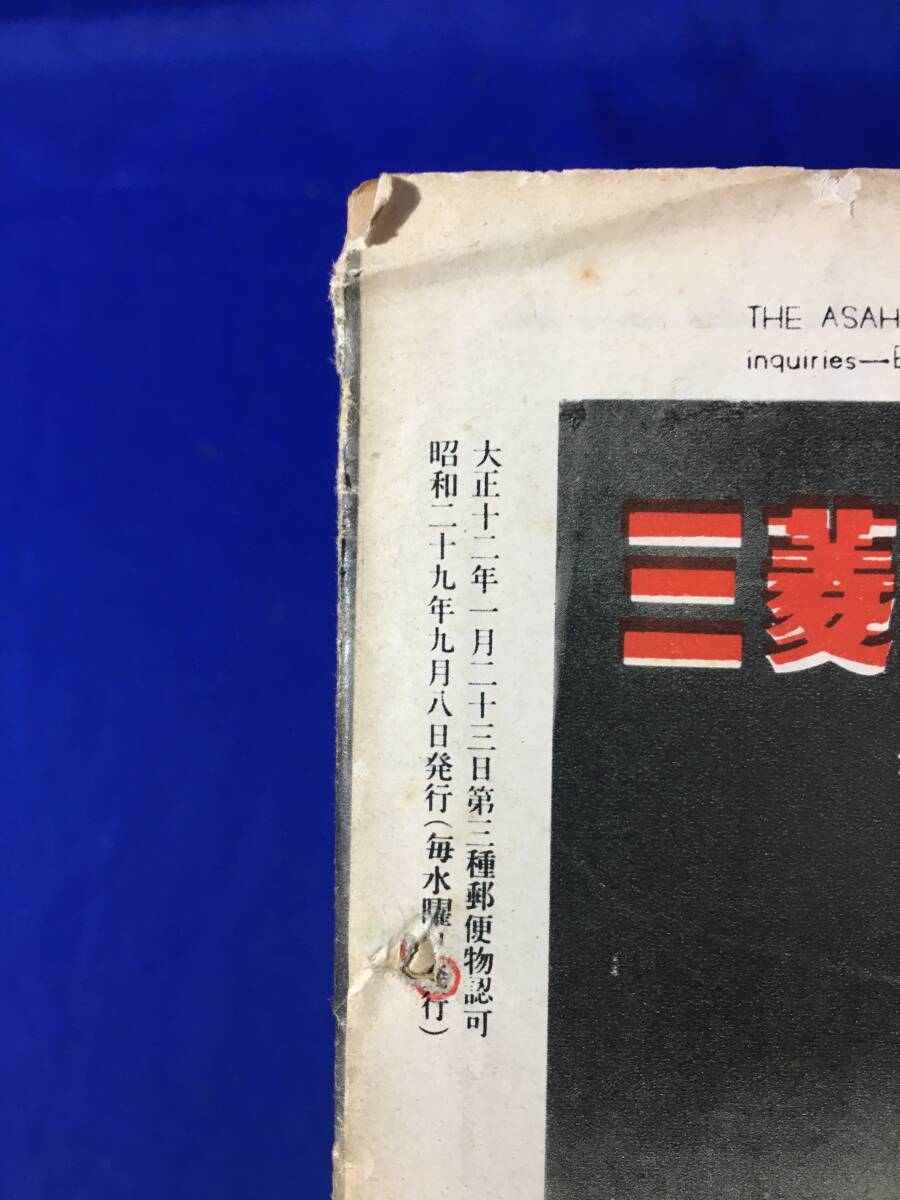 THE ASAH
inquiries—
三菱
大正十二年一月二十三日第三種郵便物認可
昭和二十九年九月八日発行(毎水曜 行)